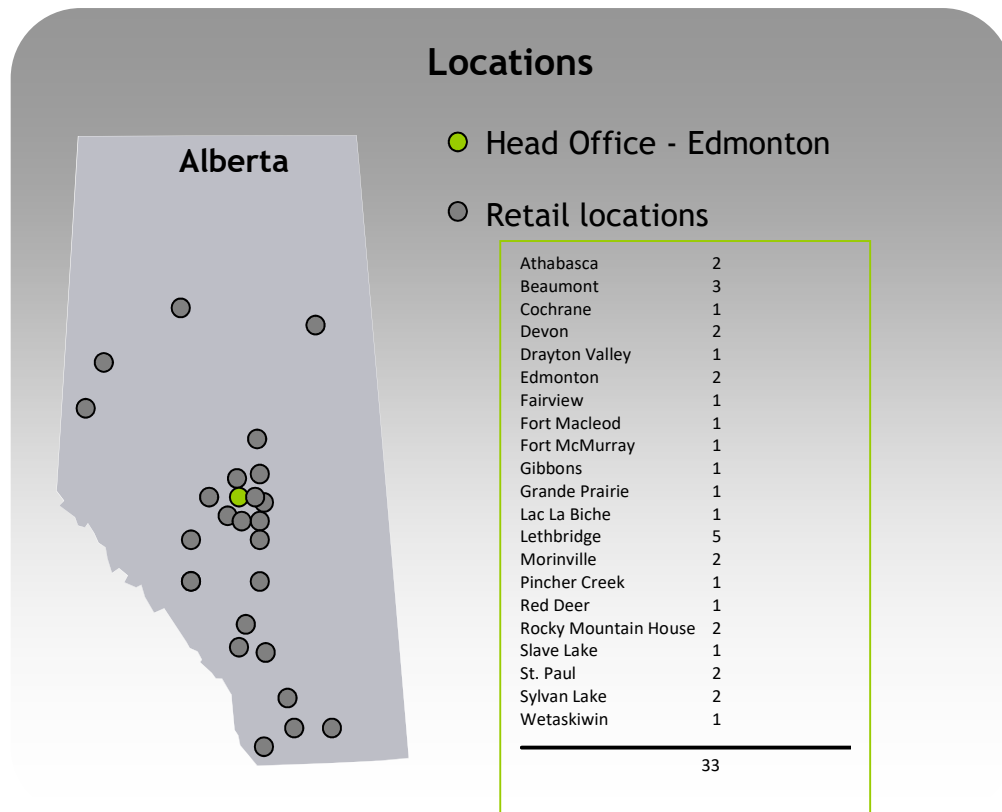 Locations
Alberta
Head Office - Edmonton
Retail locations
Athabasca 2
Beaumont 3
Cochrane 1
Devon 2
Drayton Valley 1
Edmonton 2
Fairview 1
Fort Macleod 1
Fort McMurray 1
Gibbons 1
Grande Prairie 1
Lac La Biche 1
Lethbridge 5
Morinville 2
Pincher Creek 1
Red Deer 1
Rocky Mountain House 2
Slave Lake 1
St. Paul 2
Sylvan Lake 2
Wetaskiwin 1
33